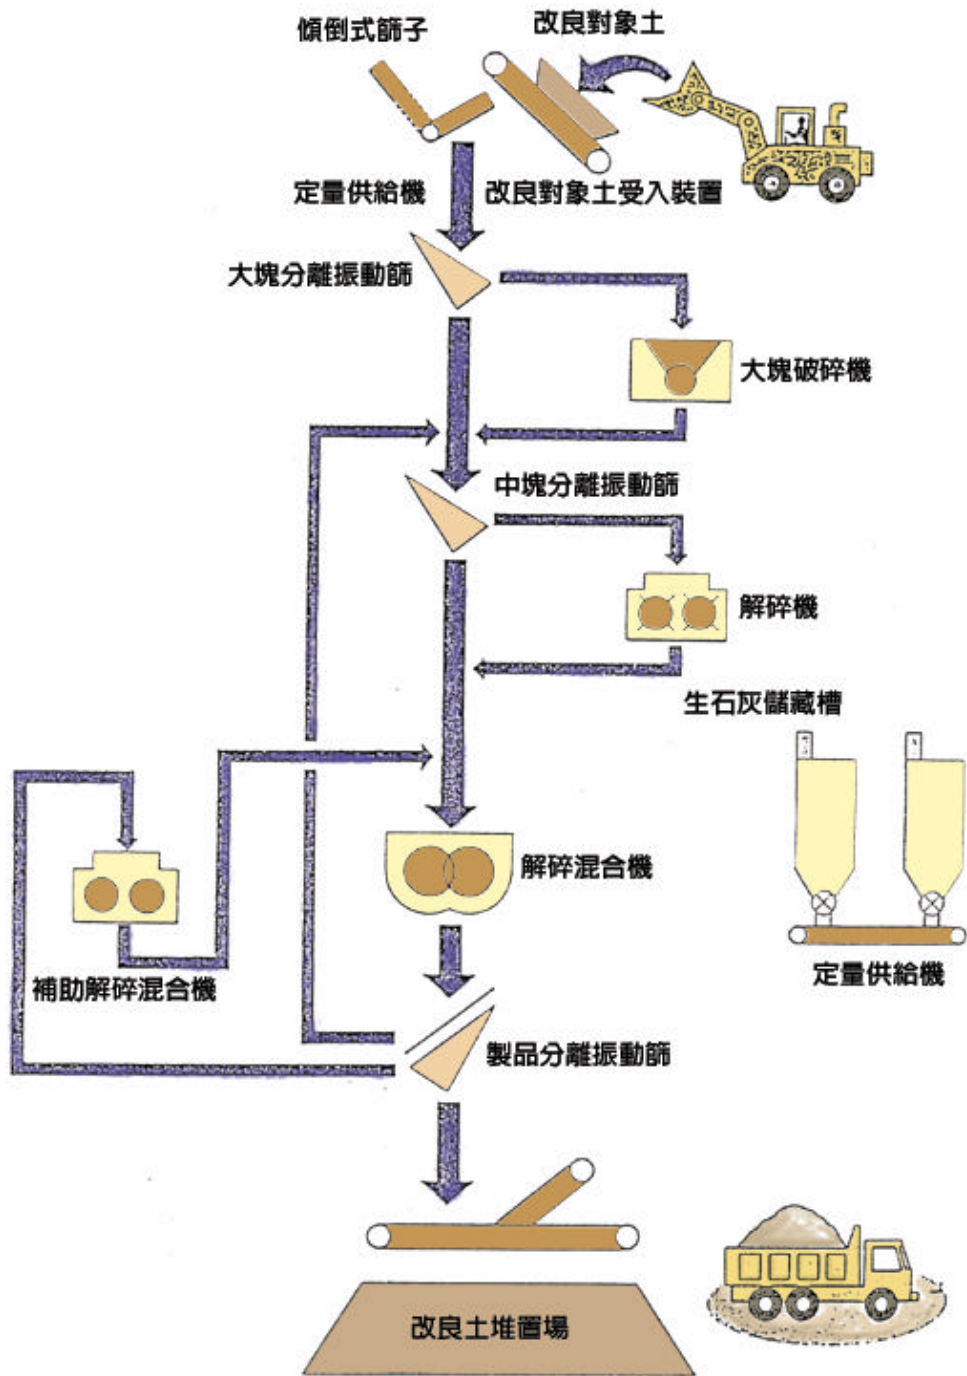 傾倒式篩子
改良對象土
定量供給機
改良對象土受入裝置
大塊分離振動篩
大塊破碎機
中塊分離振動篩
解碎機
生石灰儲藏槽
解碎混合機
補助解碎混合機
定量供給機
製品分離振動篩
改良土堆置場